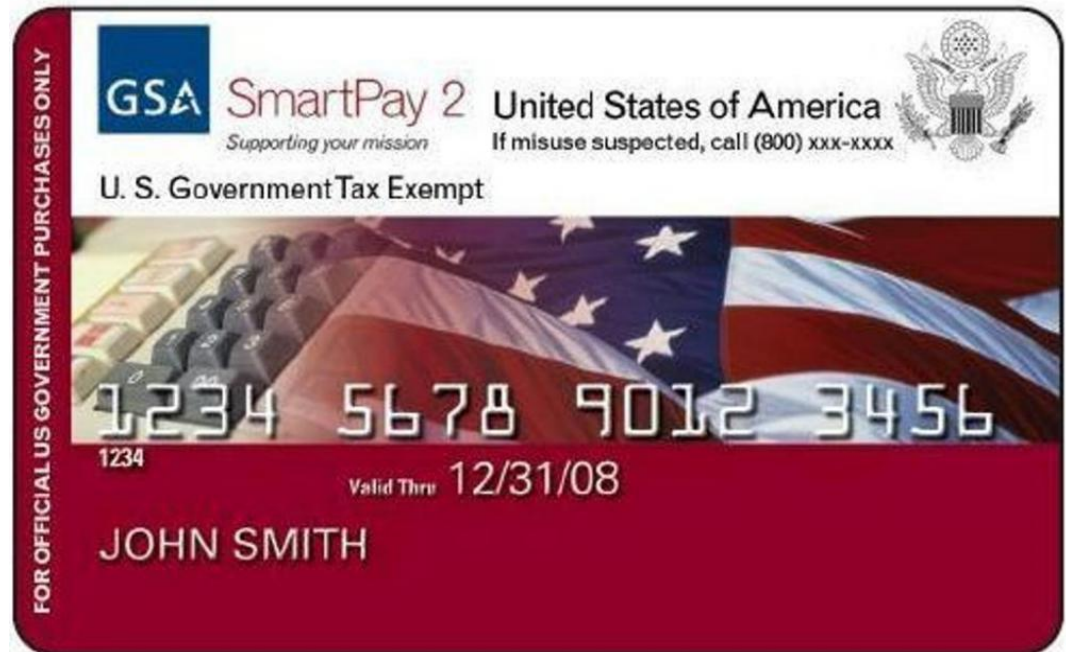 FOR OFFICIAL US GOVERNMENT PURCHASES ONLY
GSA SmartPay 2
Supporting your mission
United States of America
If misuse suspected, call (800) xxx-xxxx
U. S. Government Tax Exempt
1234 5678 9012 3456
1234
Valid Thru 12/31/08
JOHN SMITH